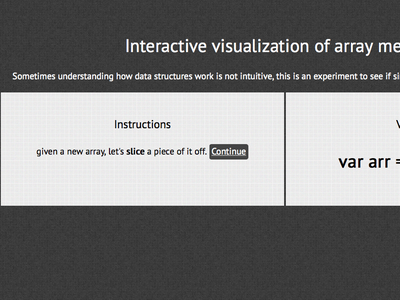 Interactive visualization of array me
Sometimes understanding how data structures work is not intuitive, this is an experiment to see if si
Instructions
given a new array, let's slice a piece of it off. Continue
var arr =